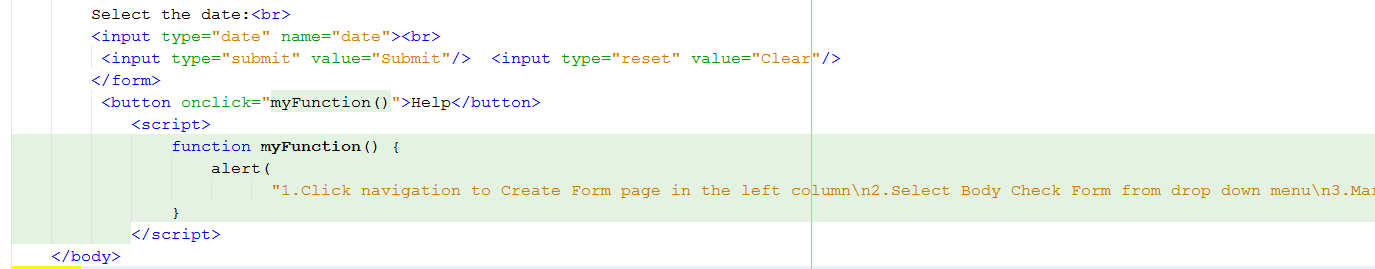 Select the date:<br>
<input type="date" name="date"><br>
<input type="submit" value="Submit"/>  <input type="reset" value="Clear"/>
</form>
<button onclick="myFunction()">Help</button>
<script>
function myFunction() {
alert(
"1.Click navigation to Create Form page in the left column\n2.Select Body Check Form from drop down menu\n3.Mar
}
</script>
</body>